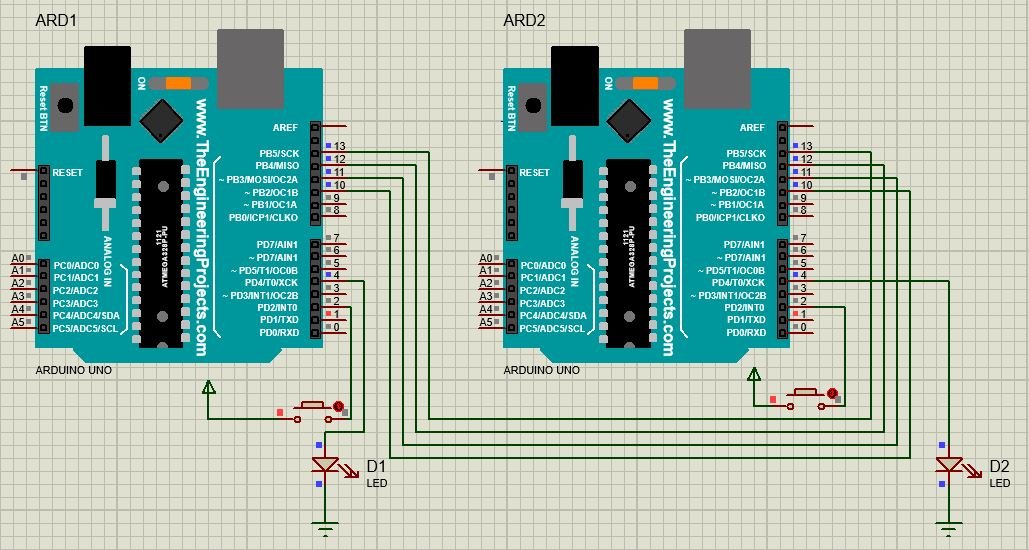 ARD1
Reset BTN
ON
www.TheEngineeringProjects.com
AREF
PB5/SCK 13
PB4/MISO 12
~ PB3/MOSI/OC2A 11
~ PB2/OC1B 10
~ PB1/OC1A 9
PB0/ICP1/CLKO 8
RESET
1121
ATMEGA328P-PU
ANALOG IN
PD7/AIN1 7
~ PD7/AIN1 6
~ PD5/T1/OC0B 5
PD4/T0/XCK 4
~ PD3/INT1/OC2B 3
PD2/INT0 2
PD1/TXD 1
PD0/RXD 0
A0 PC0/ADC0
A1 PC1/ADC1
A2 PC2/ADC2
A3 PC3/ADC3
A4 PC4/ADC4/SDA
A5 PC5/ADC5/SCL
ARDUINO UNO
D1
LED
ARD2
Reset BTN
ON
www.TheEngineeringProjects.com
AREF
PB5/SCK 13
PB4/MISO 12
~ PB3/MOSI/OC2A 11
~ PB2/OC1B 10
~ PB1/OC1A 9
PB0/ICP1/CLKO 8
RESET
1121
ATMEGA328P-PU
ANALOG IN
PD7/AIN1 7
~ PD7/AIN1 6
~ PD5/T1/OC0B 5
PD4/T0/XCK 4
~ PD3/INT1/OC2B 3
PD2/INT0 2
PD1/TXD 1
PD0/RXD 0
A0 PC0/ADC0
A1 PC1/ADC1
A2 PC2/ADC2
A3 PC3/ADC3
A4 PC4/ADC4/SDA
A5 PC5/ADC5/SCL
ARDUINO UNO
D2
LED